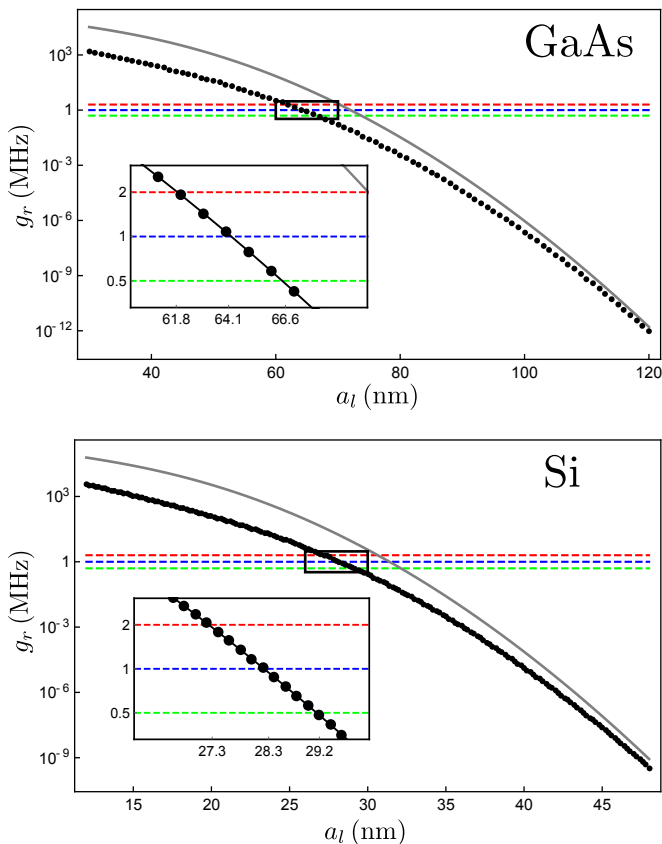 GaAs
10^3
1
10^-3
10^-6
10^-9
10^-12
g_r (MHz)
2
1
0.5
61.8 64.1 66.6
40 60 80 100 120
a_l (nm)
Si
10^3
1
10^-3
10^-6
10^-9
g_r (MHz)
2
1
0.5
27.3 28.3 29.2
15 20 25 30 35 40 45
a_l (nm)